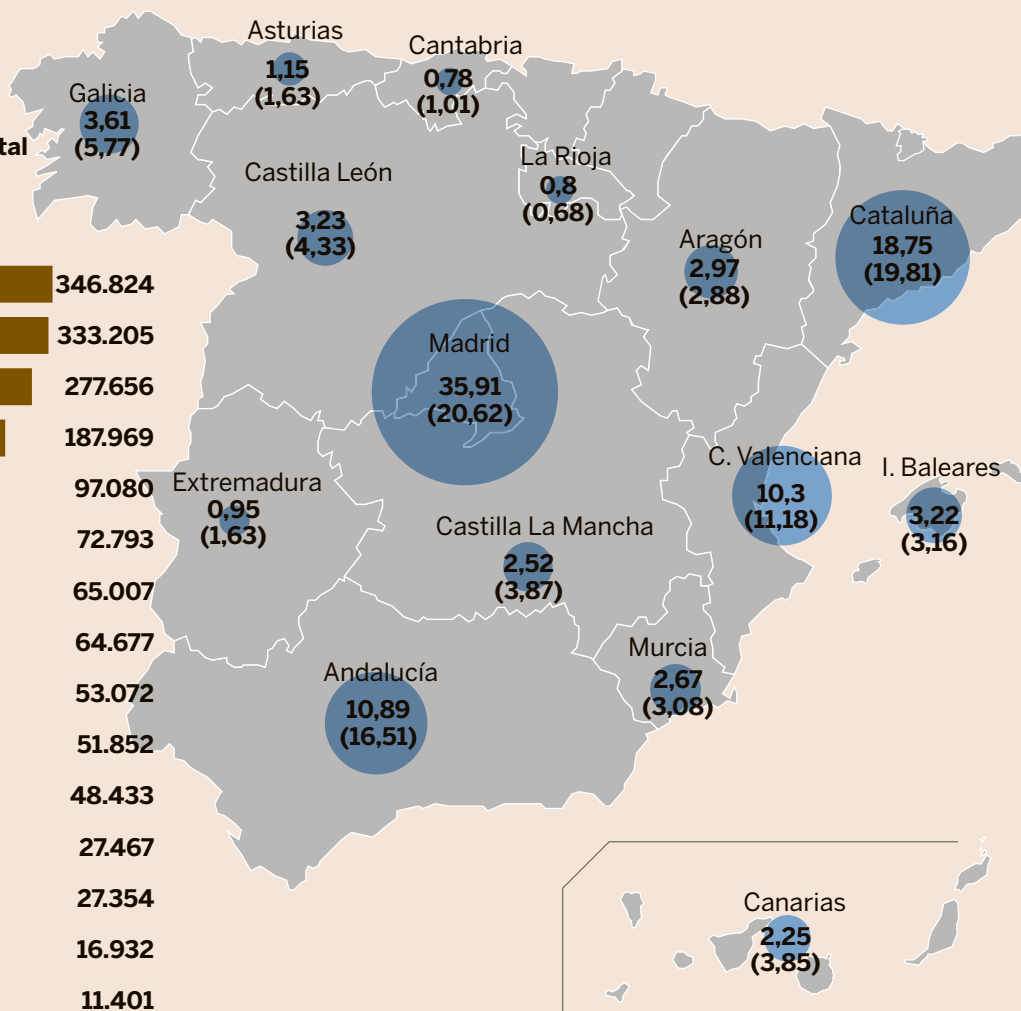 tal
346.824
333.205
277.656
187.969
97.080
72.793
65.007
64.677
53.072
51.852
48.433
27.467
27.354
16.932
11.401
Asturias
1,15
(1,63)
Cantabria
0,78
(1,01)
Galicia
3,61
(5,77)
La Rioja
0,8
(0,68)
Castilla León
3,23
(4,33)
Cataluña
18,75
(19,81)
Aragón
2,97
(2,88)
Madrid
35,91
(20,62)
C. Valenciana
10,3
(11,18)
I. Baleares
3,22
(3,16)
Extremadura
0,95
(1,63)
Castilla La Mancha
2,52
(3,87)
Murcia
2,67
(3,08)
Andalucía
10,89
(16,51)
Canarias
2,25
(3,85)